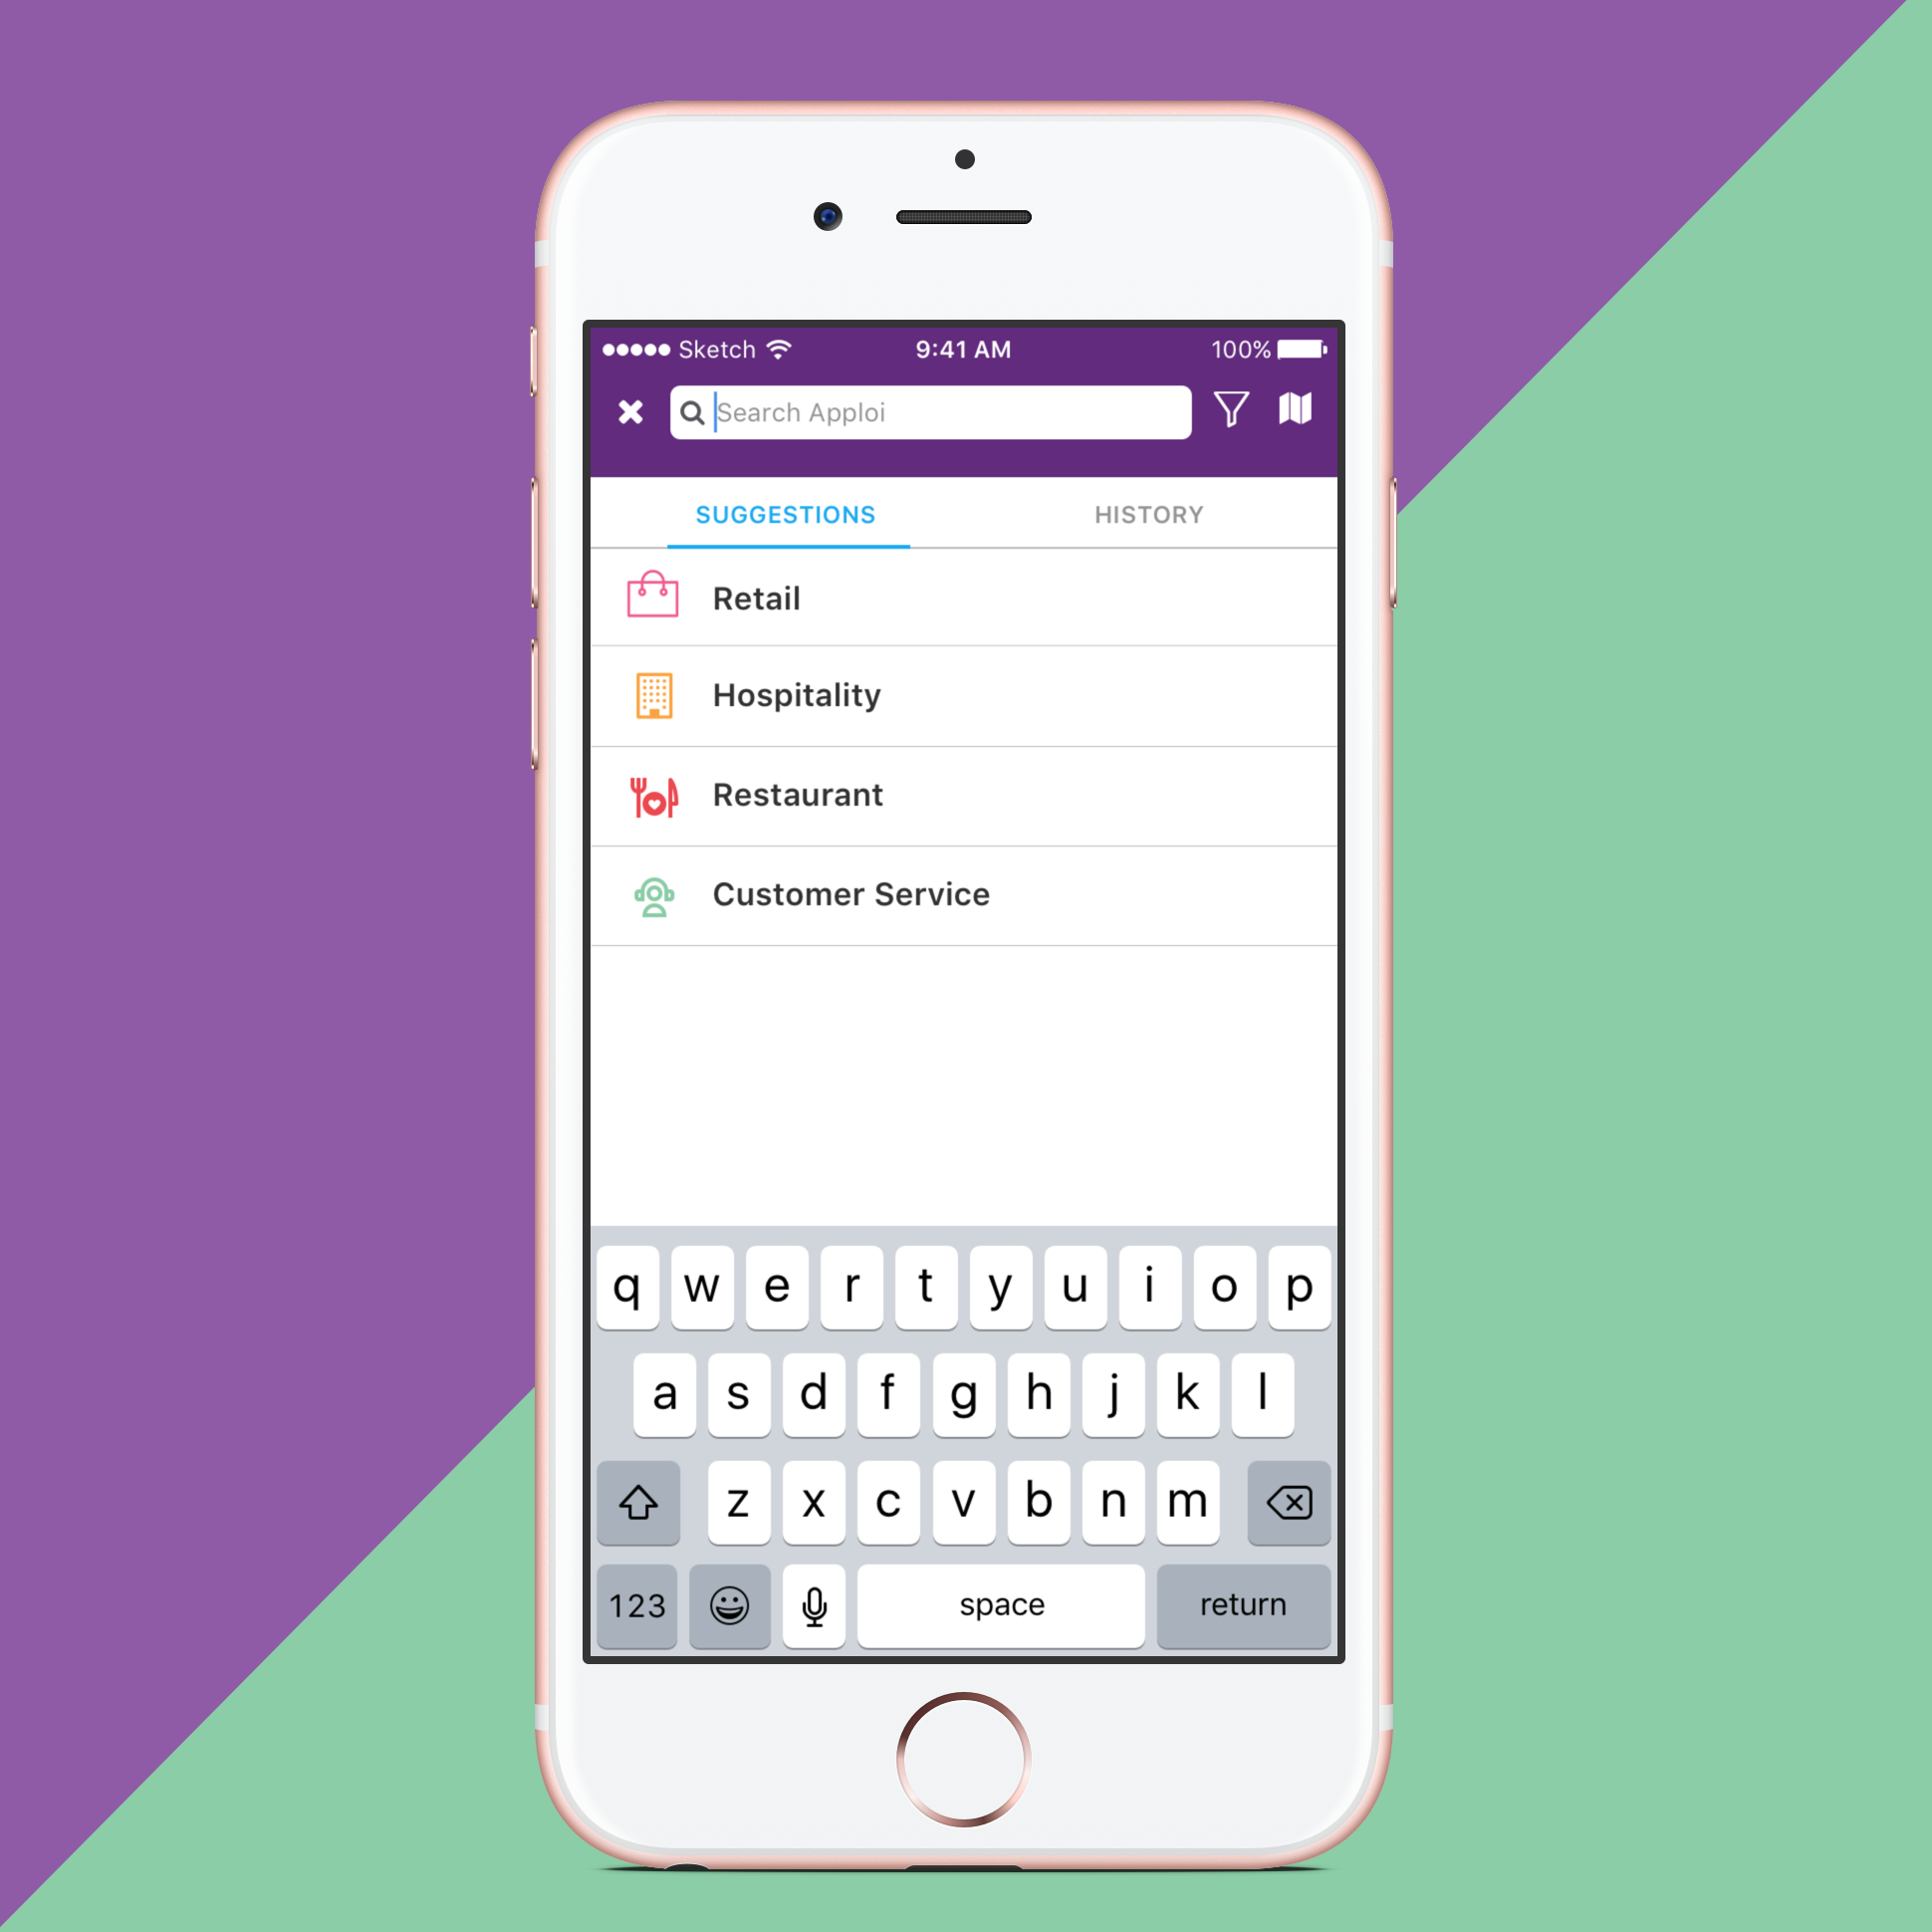 Sketch 9:41 AM 100%
Search Apploi
SUGGESTIONS HISTORY
Retail
Hospitality
Restaurant
Customer Service
q w e r t y u i o p
a s d f g h j k l
z x c v b n m
123 space return